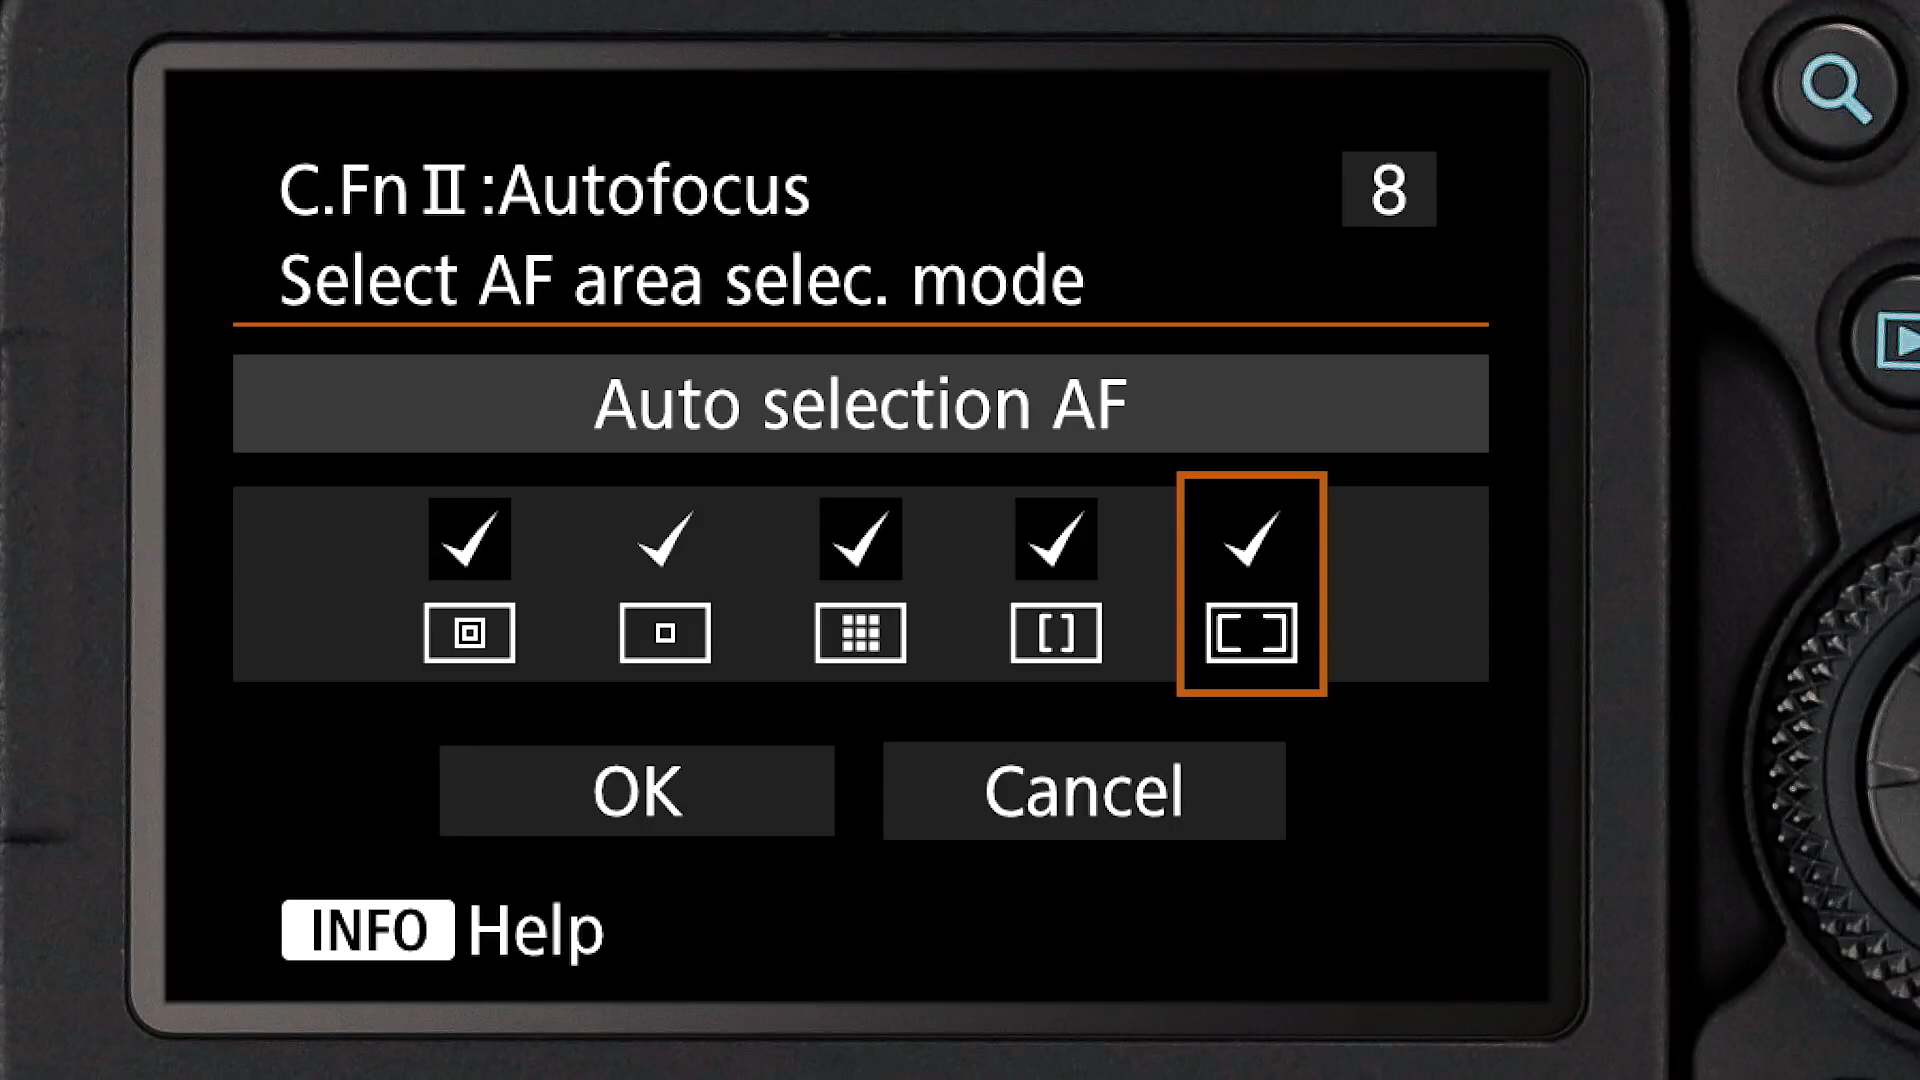 C.Fn II :Autofocus 8
Select AF area selec. mode
Auto selection AF
OK Cancel
INFO Help